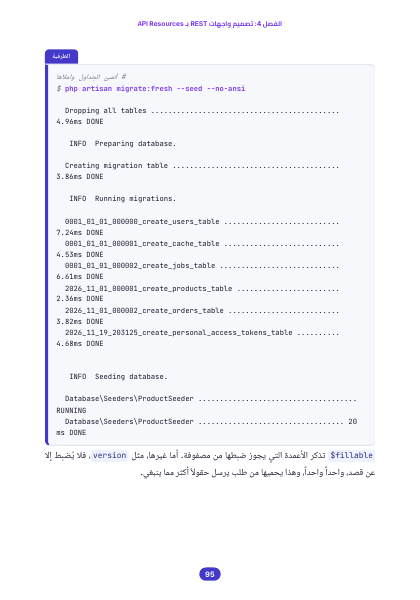 الفصل 4: تصميم واجهات REST بـ API Resources
الطرفية
# أنشئ الجداول واملأها
$ php artisan migrate:fresh --seed --no-ansi
Dropping all tables ........................................
4.96ms DONE
INFO  Preparing database.
Creating migration table ...................................
3.86ms DONE
INFO  Running migrations.
0001_01_01_000000_create_users_table .......................
7.24ms DONE
0001_01_01_000001_create_cache_table .......................
4.53ms DONE
0001_01_01_000002_create_jobs_table ........................
6.61ms DONE
2026_11_01_000001_create_products_table ....................
2.36ms DONE
2026_11_01_000002_create_orders_table ......................
3.82ms DONE
2026_11_19_203125_create_personal_access_tokens_table ..........
4.68ms DONE
INFO  Seeding database.
Database\Seeders\ProductSeeder ..................................
RUNNING
Database\Seeders\ProductSeeder ............................... 20
ms DONE
$fillable تذكر الأعمدة التي يجوز ضبطها من مصفوفة. أما غيرها، مثل version، فلا يُضبط إلا
عن قصد، واحداً واحداً، وهذا يحميها من طلب يرسل حقولاً أكثر مما ينبغي.
95